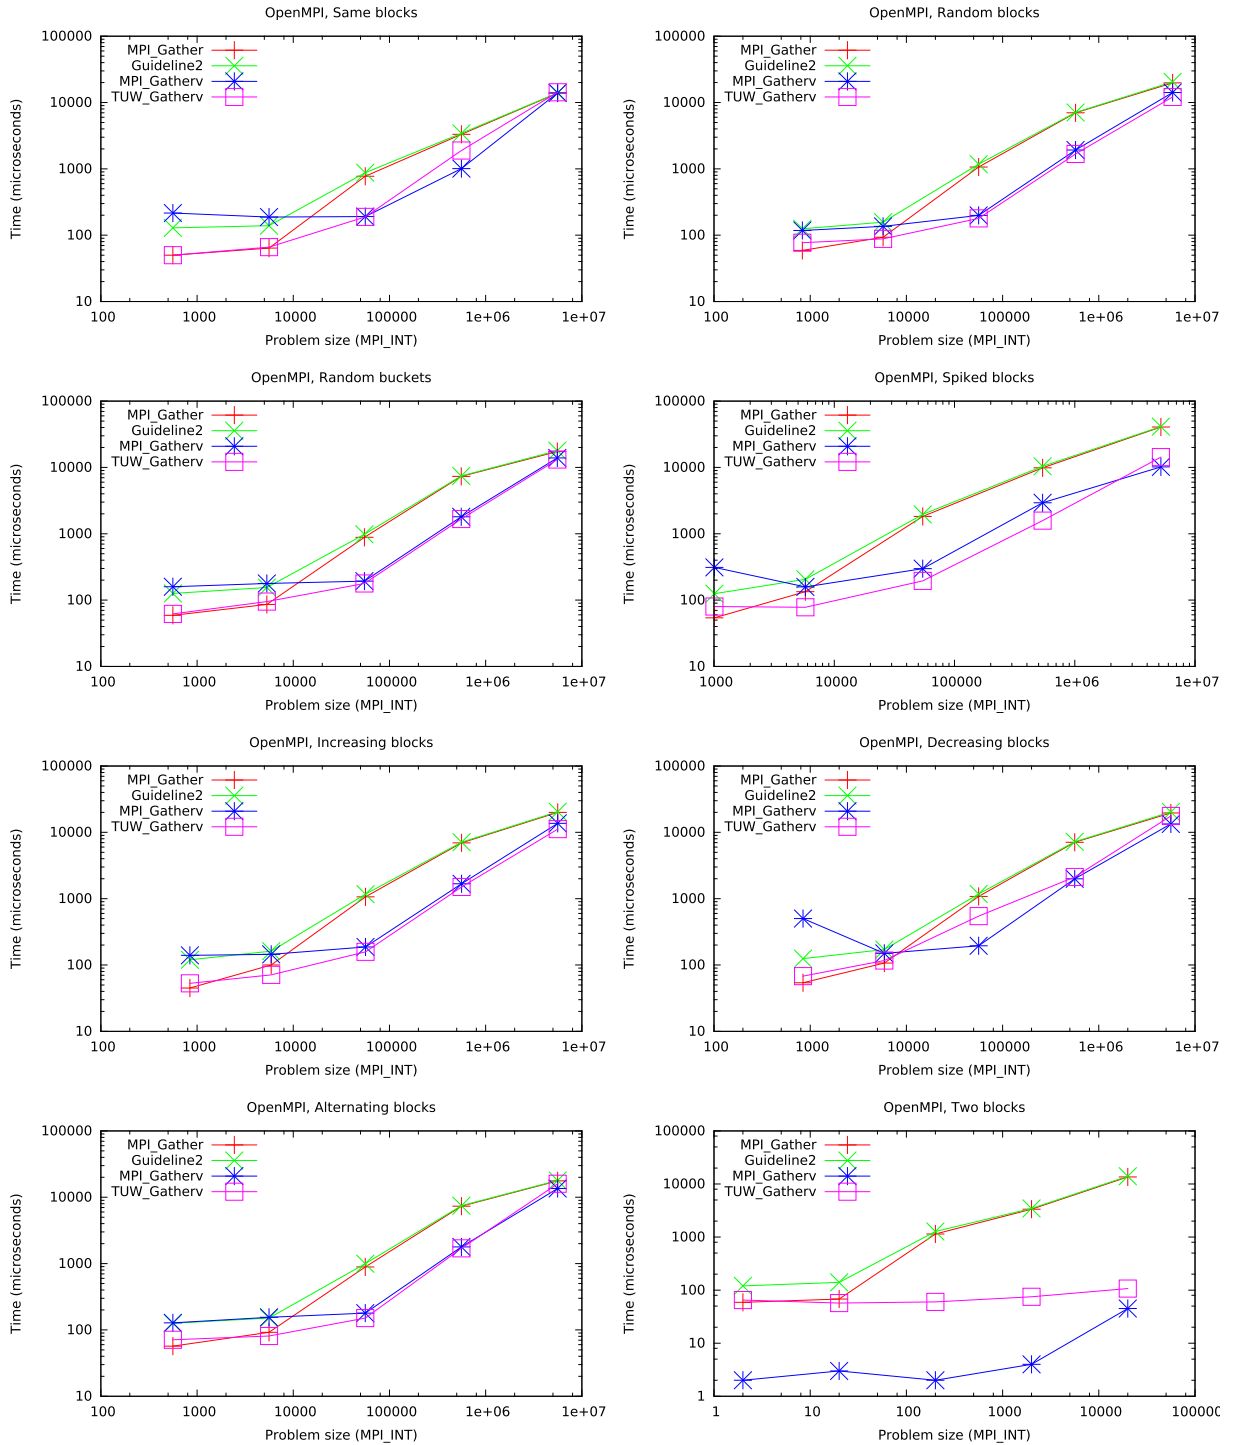 OpenMPI, Same blocks
Time (microseconds)
100000
10000
1000
100
10
MPI_Gather
Guideline2
MPI_Gatherv
TUW_Gatherv
100 1000 10000 100000 1e+06 1e+07
Problem size (MPI_INT)
OpenMPI, Random blocks
Time (microseconds)
100000
10000
1000
100
10
MPI_Gather
Guideline2
MPI_Gatherv
TUW_Gatherv
100 1000 10000 100000 1e+06 1e+07
Problem size (MPI_INT)
OpenMPI, Random buckets
Time (microseconds)
100000
10000
1000
100
10
MPI_Gather
Guideline2
MPI_Gatherv
TUW_Gatherv
100 1000 10000 100000 1e+06 1e+07
Problem size (MPI_INT)
OpenMPI, Spiked blocks
Time (microseconds)
100000
10000
1000
100
10
MPI_Gather
Guideline2
MPI_Gatherv
TUW_Gatherv
1000 10000 100000 1e+06 1e+07
Problem size (MPI_INT)
OpenMPI, Increasing blocks
Time (microseconds)
100000
10000
1000
100
10
MPI_Gather
Guideline2
MPI_Gatherv
TUW_Gatherv
100 1000 10000 100000 1e+06 1e+07
Problem size (MPI_INT)
OpenMPI, Decreasing blocks
Time (microseconds)
100000
10000
1000
100
10
MPI_Gather
Guideline2
MPI_Gatherv
TUW_Gatherv
100 1000 10000 100000 1e+06 1e+07
Problem size (MPI_INT)
OpenMPI, Alternating blocks
Time (microseconds)
100000
10000
1000
100
10
MPI_Gather
Guideline2
MPI_Gatherv
TUW_Gatherv
100 1000 10000 100000 1e+06 1e+07
Problem size (MPI_INT)
OpenMPI, Two blocks
Time (microseconds)
100000
10000
1000
100
10
1
MPI_Gather
Guideline2
MPI_Gatherv
TUW_Gatherv
1 10 100 1000 10000 100000
Problem size (MPI_INT)